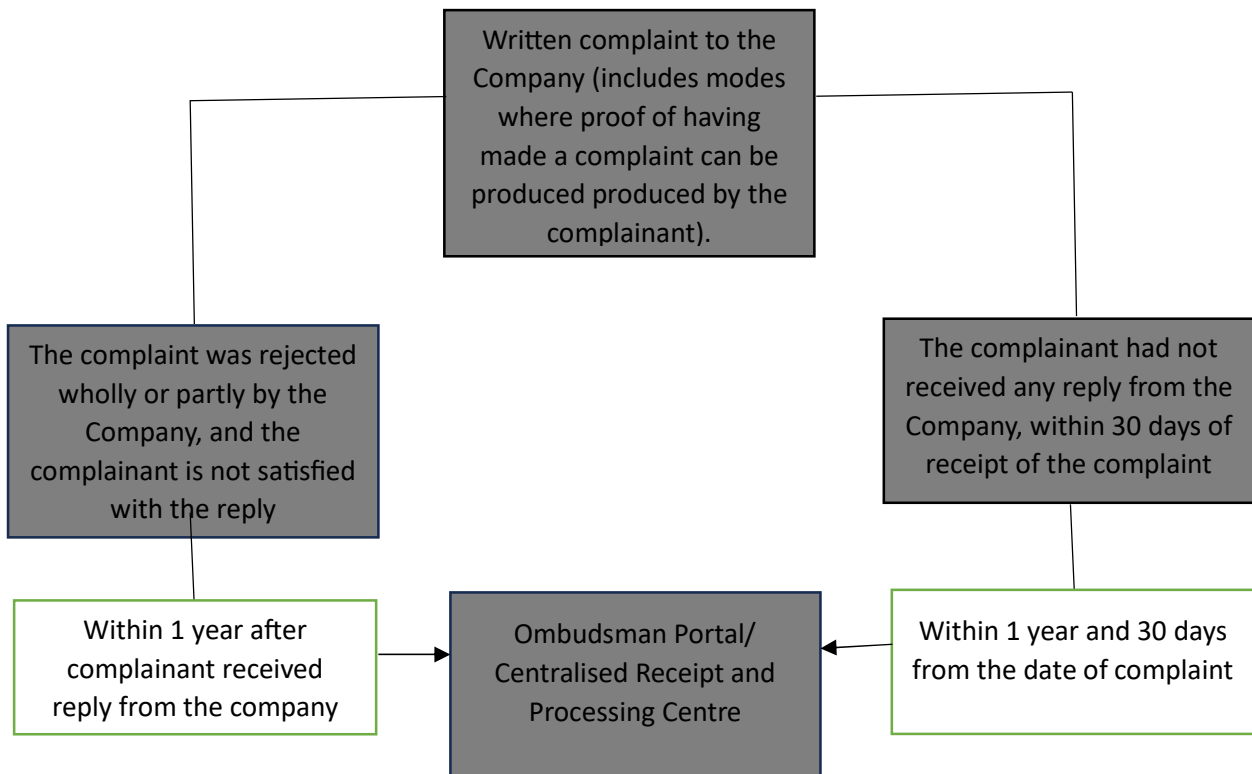 Written complaint to the
Company (includes modes
where proof of having
made a complaint can be
produced produced by the
complainant).
The complaint was rejected
wholly or partly by the
Company, and the
complainant is not satisfied
with the reply
The complainant had not
received any reply from the
Company, within 30 days of
receipt of the complaint
Within 1 year after
complainant received
reply from the company
Ombudsman Portal/
Centralised Receipt and
Processing Centre
Within 1 year and 30 days
from the date of complaint